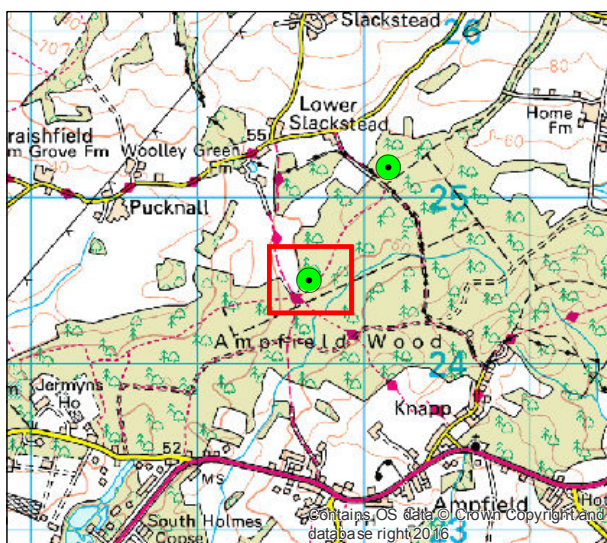 Slackstead
26
70
80
Lower
Slackstead
Home
Fm
raishfield
m Grove Fm
55
Woolley Green
Fm
60
25
Pucknall
Ampfield Wood
24
Jermyns
Ho
Knapp
52
MS
Ampfield
Hot
South Holmes
Copse
23
Contains OS data © Crown Copyright and
database right 2016